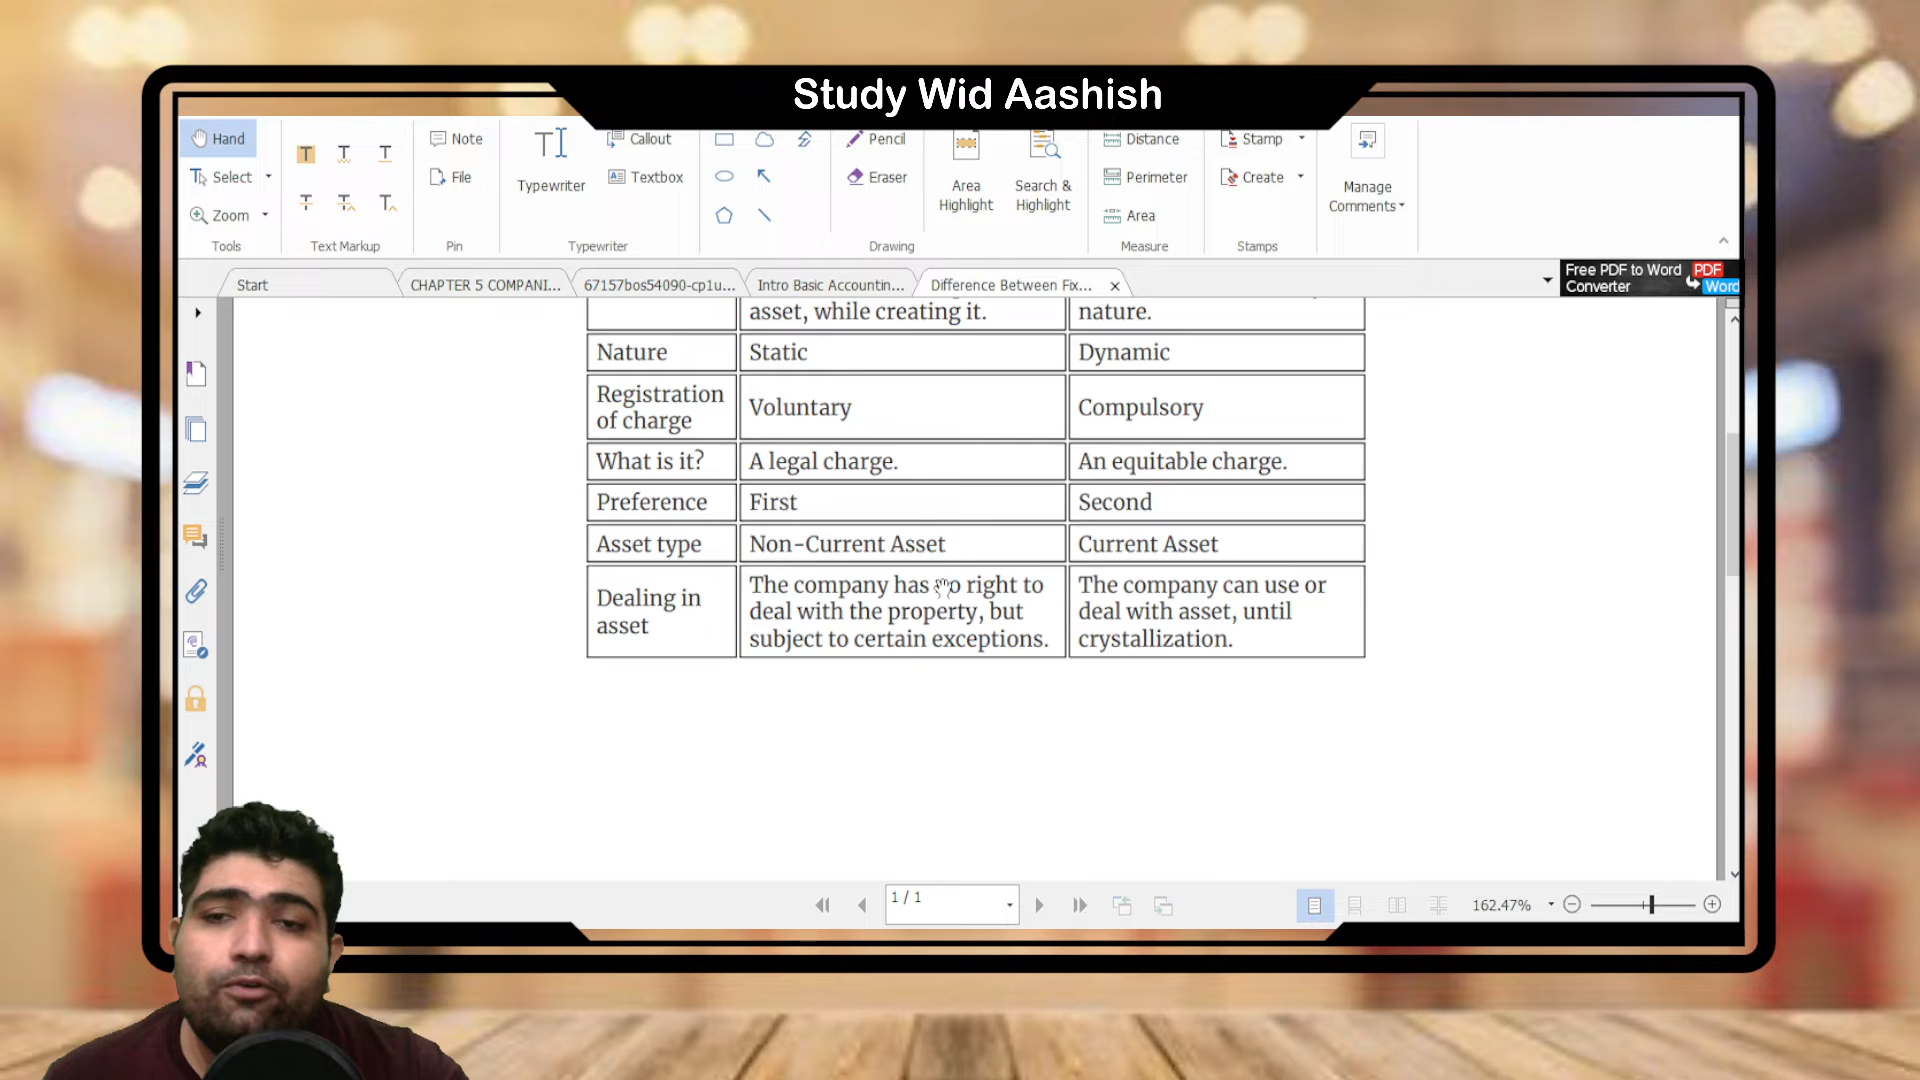 Study Wid Aashish
Hand
Select
Zoom
Tools
Text Markup
Note
File
Pin
Typewriter
Callout
Textbox
Typewriter
Pencil
Eraser
Area
Highlight
Search &
Highlight
Drawing
Distance
Perimeter
Area
Measure
Stamp
Create
Stamps
Manage
Comments
Start
CHAPTER 5 COMPANI...
67157bos54090-cp1u...
Intro Basic Accountin...
Difference Between Fix...
Free PDF to Word
Converter
PDF
Word
asset, while creating it.
nature.
Nature
Static
Dynamic
Registration
of charge
Voluntary
Compulsory
What is it?
A legal charge.
An equitable charge.
Preference
First
Second
Asset type
Non-Current Asset
Current Asset
Dealing in
asset
The company has no right to
deal with the property, but
subject to certain exceptions.
The company can use or
deal with asset, until
crystallization.
1 / 1
162.47%